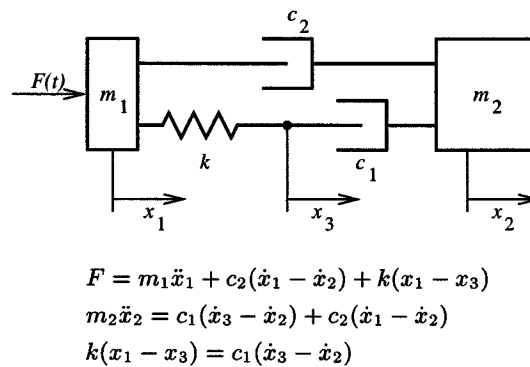 c₂
F(t)
m₁
m₂
k
c₁
x₁
x₃
x₂
F = m₁ẍ₁ + c₂(ẋ₁ − ẋ₂) + k(x₁ − x₃)
m₂ẍ₂ = c₁(ẋ₃ − ẋ₂) + c₂(ẋ₁ − ẋ₂)
k(x₁ − x₃) = c₁(ẋ₃ − ẋ₂)